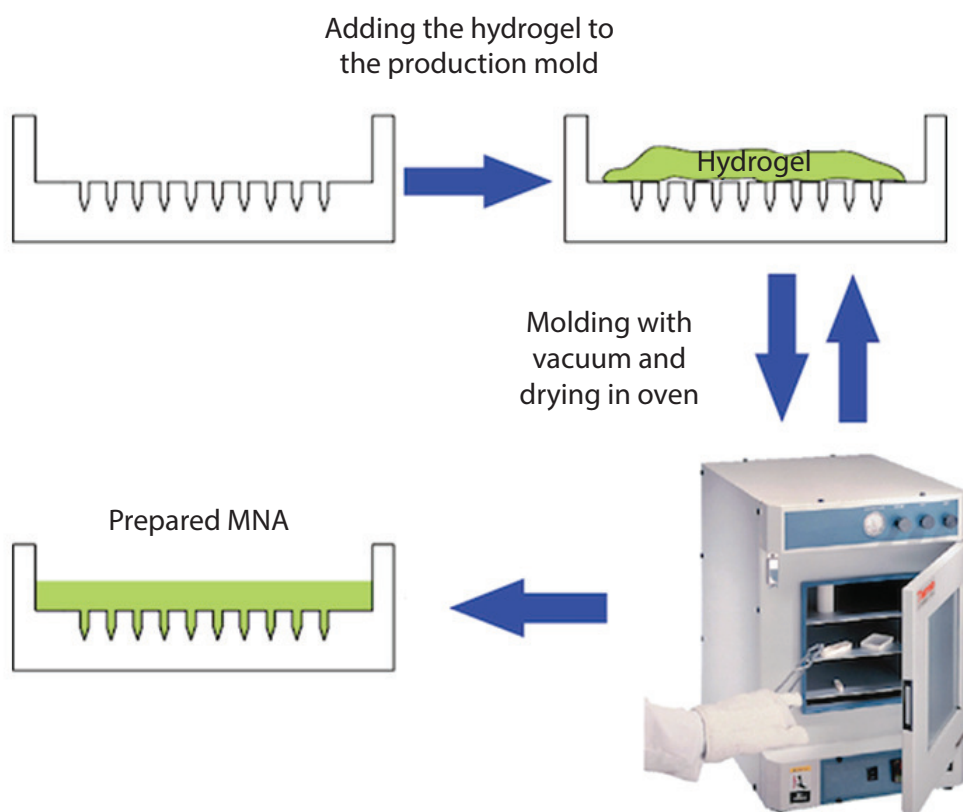 Adding the hydrogel to
the production mold
Hydrogel
Molding with
vacuum and
drying in oven
Prepared MNA